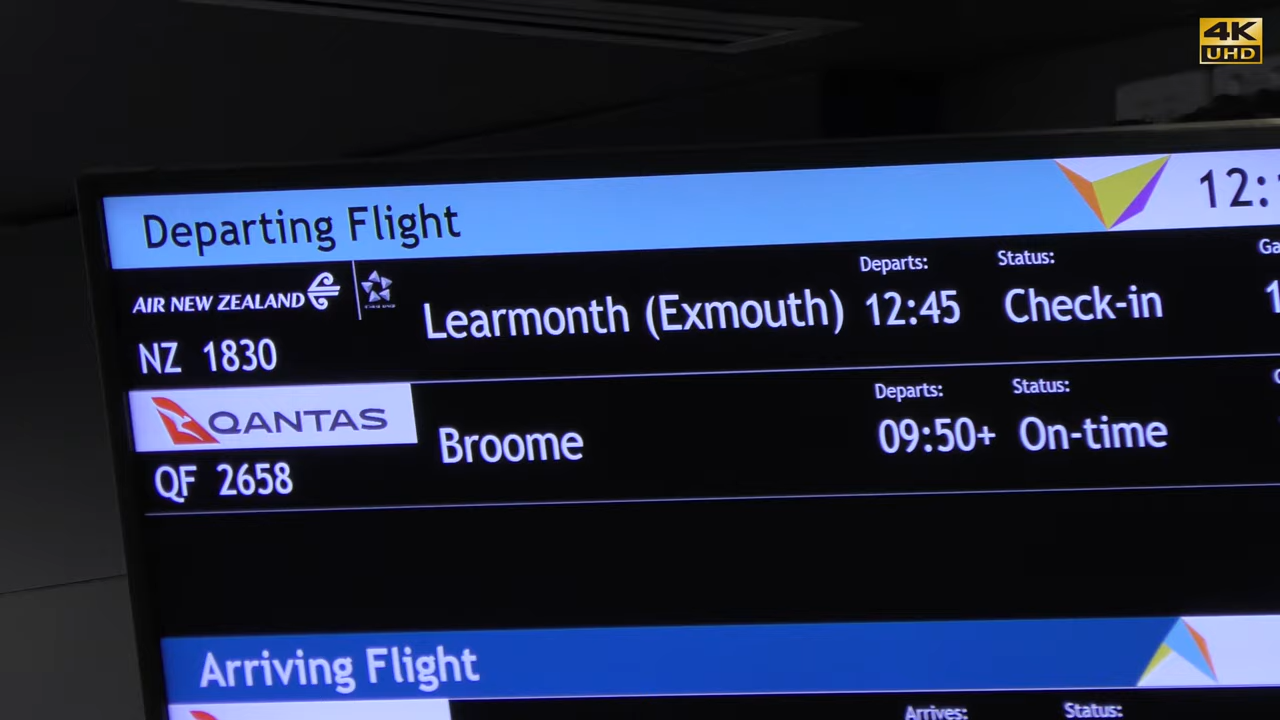 4K
UHD
Departing Flight
12:
AIR NEW ZEALAND
NZ 1830
Learmonth (Exmouth)
Departs:
12:45
Status:
Check-in
QANTAS
QF 2658
Broome
Departs:
09:50+
Status:
On-time
Arriving Flight
Arrives:
Status: